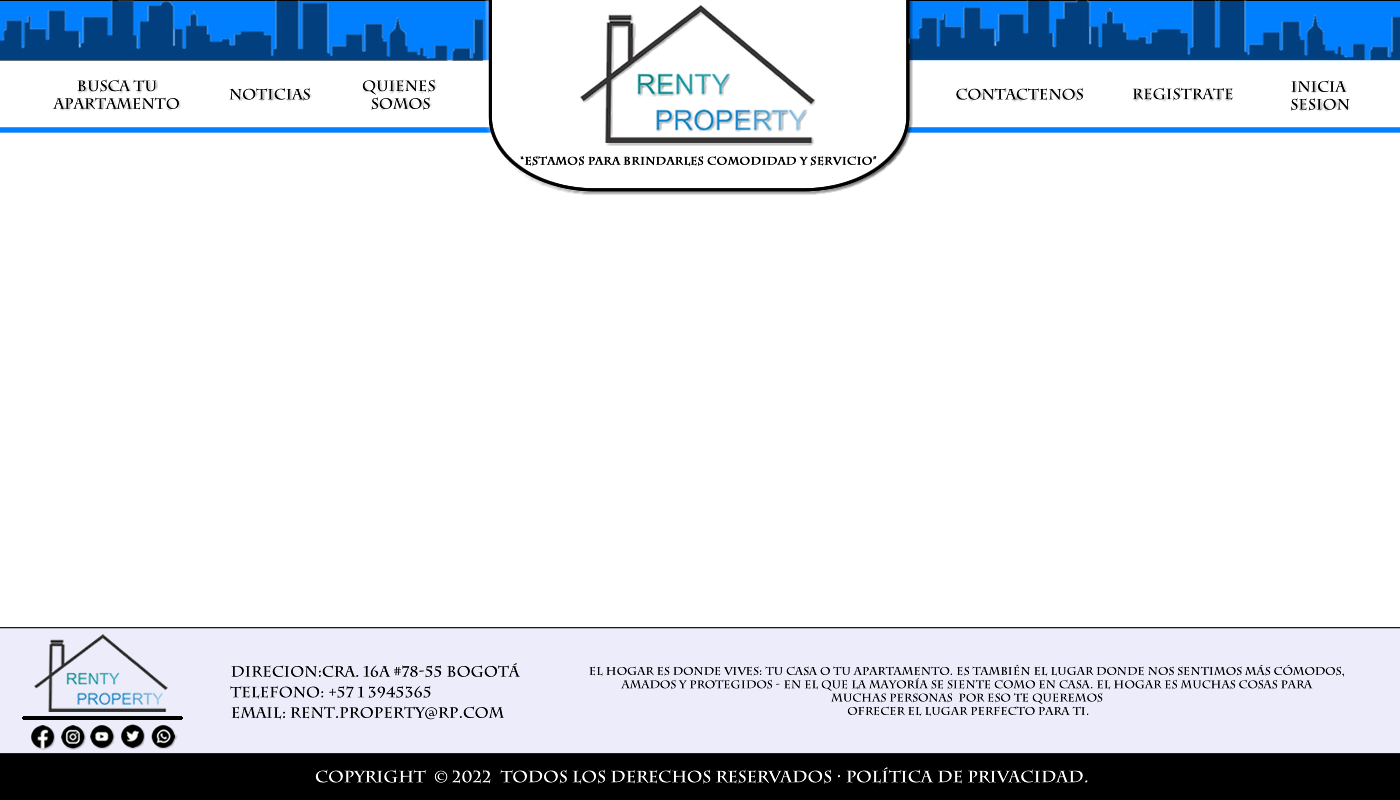 BUSCA TU
APARTAMENTO
NOTICIAS
QUIENES
SOMOS
RENTY
PROPERTY
"ESTAMOS PARA BRINDARLES COMODIDAD Y SERVICIO"
CONTACTENOS
REGISTRATE
INICIA
SESION
RENTY
PROPERTY
DIRECION:CRA. 16A #78-55 BOGOTÁ
TELEFONO: +57 1 3945365
EMAIL: RENT.PROPERTY@RP.COM
EL HOGAR ES DONDE VIVES: TU CASA O TU APARTAMENTO. ES TAMBIÉN EL LUGAR DONDE NOS SENTIMOS MÁS CÓMODOS,
AMADOS Y PROTEGIDOS - EN EL QUE LA MAYORÍA SE SIENTE COMO EN CASA. EL HOGAR ES MUCHAS COSAS PARA
MUCHAS PERSONAS  POR ESO TE QUEREMOS
OFRECER EL LUGAR PERFECTO PARA TI.
COPYRIGHT  © 2022  TODOS LOS DERECHOS RESERVADOS · POLÍTICA DE PRIVACIDAD.